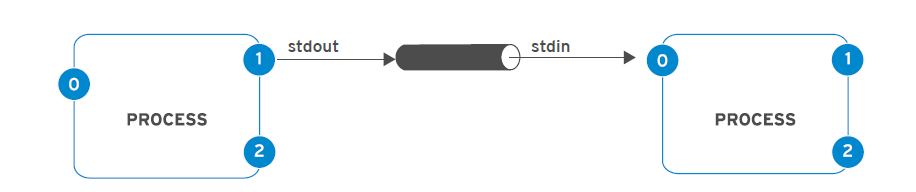 stdout
stdin
1
0
1
0
PROCESS
PROCESS
2
2